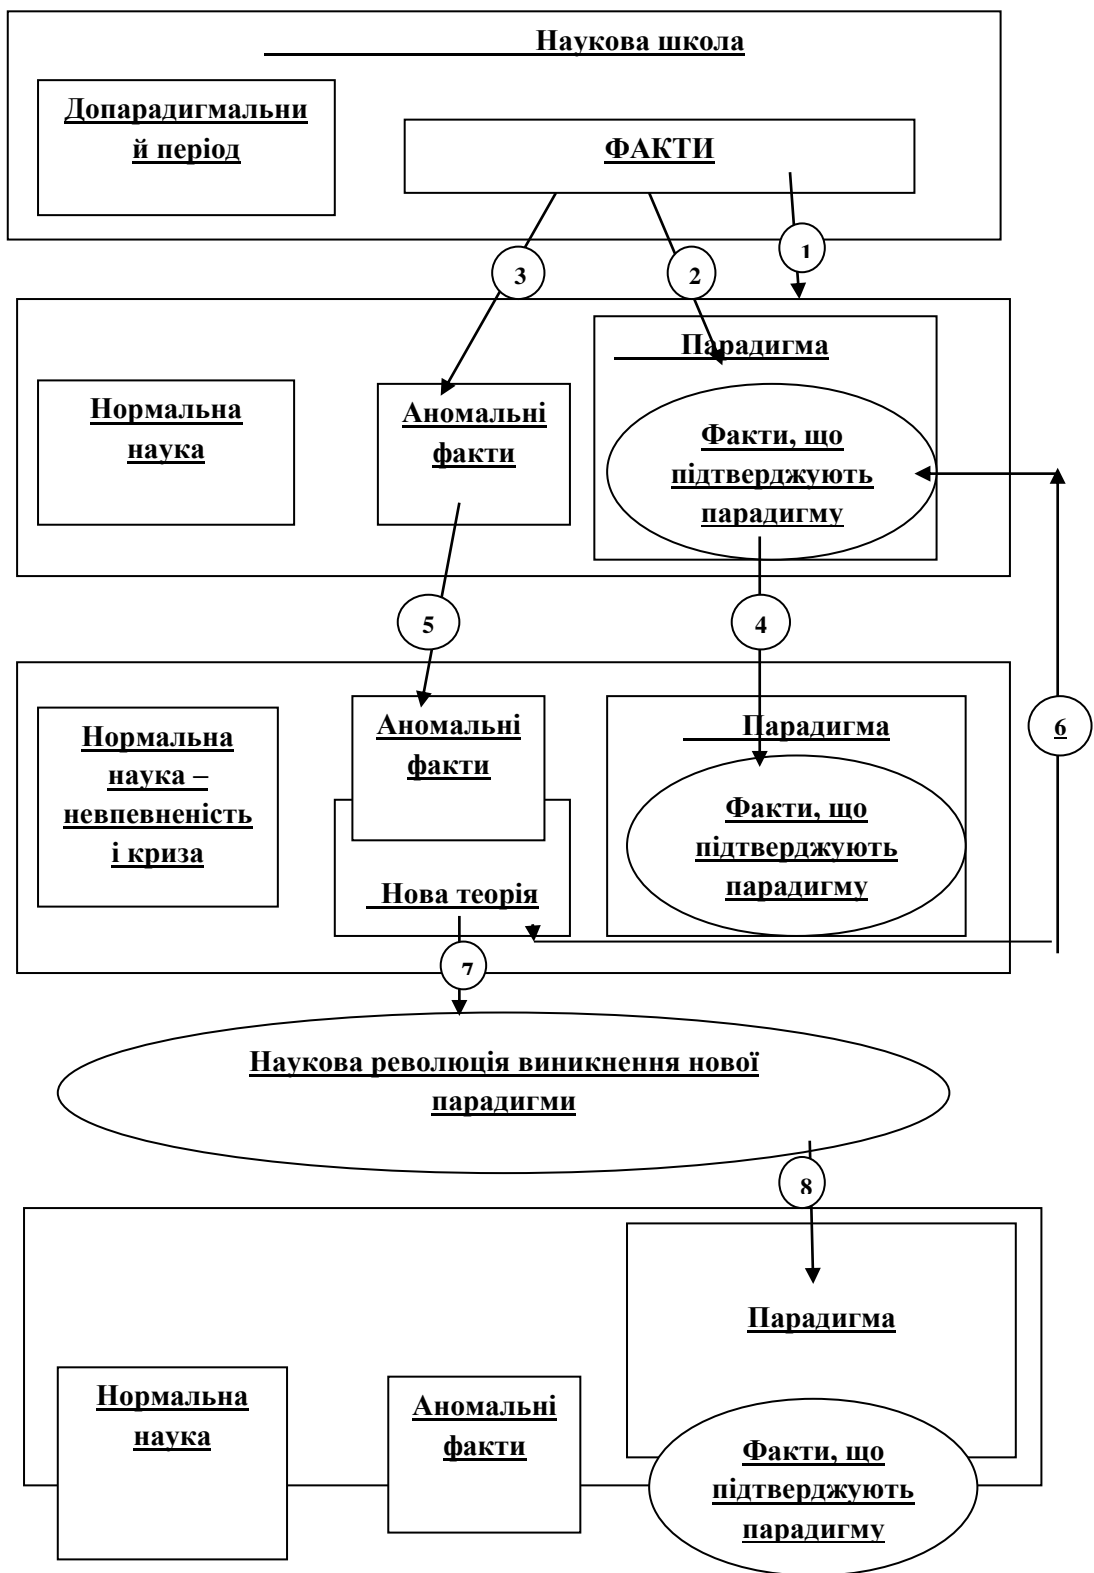 Наукова школа
Допарадигмальни
й період
ФАКТИ
1
3
2
Парадигма
Нормальна
наука
Аномальні
факти
Факти, що
підтверджують
парадигму
5
4
6
Нормальна
наука –
невпевненість
і криза
Аномальні
факти
Нова теорія
Парадигма
Факти, що
підтверджують
парадигму
7
Наукова революція виникнення нової
парадигми
8
Парадигма
Нормальна
наука
Аномальні
факти
Факти, що
підтверджують
парадигму